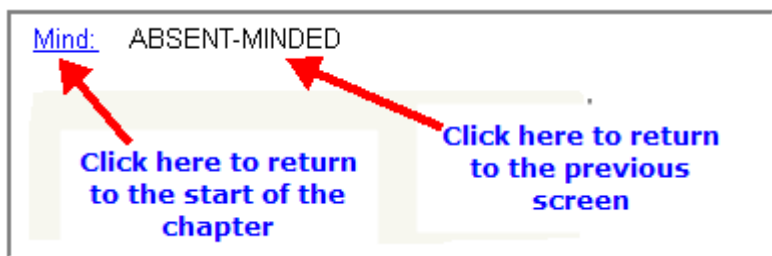 Mind: ABSENT-MINDED
Click here to return
to the start of the
chapter
Click here to return
to the previous
screen